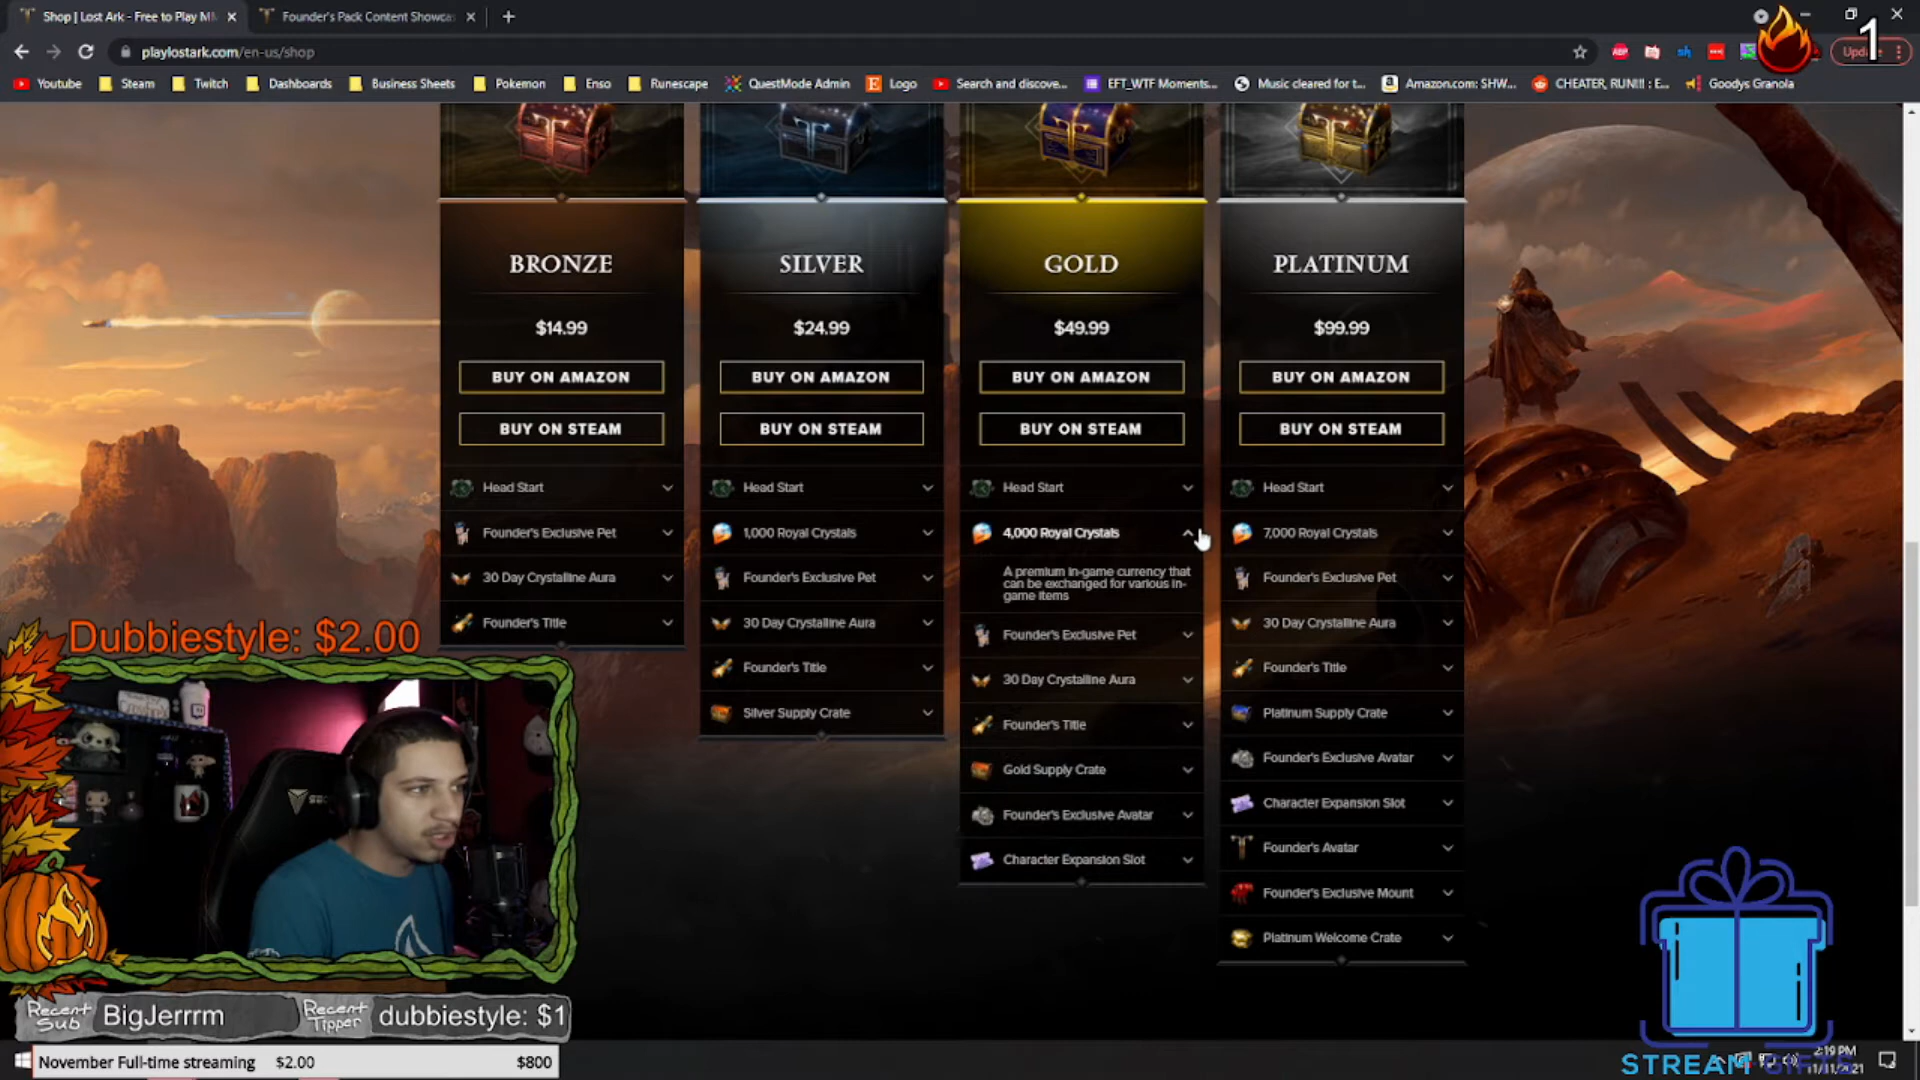 Shop | Lost Ark - Free to Play M
Founder's Pack Content Showca
playlostark.com/en-us/shop
1
Youtube
Steam
Twitch
Dashboards
Business Sheets
Pokemon
Enso
Runescape
QuestMode Admin
Logo
Search and discove...
EFT_WTF Moments...
Music cleared for t...
Amazon.com: SHW...
CHEATER, RUN!!! : E...
Goodys Granola
BRONZE
$14.99
BUY ON AMAZON
BUY ON STEAM
Head Start
Founder's Exclusive Pet
30 Day Crystalline Aura
Founder's Title
SILVER
$24.99
BUY ON AMAZON
BUY ON STEAM
Head Start
1,000 Royal Crystals
Founder's Exclusive Pet
30 Day Crystalline Aura
Founder's Title
Silver Supply Crate
GOLD
$49.99
BUY ON AMAZON
BUY ON STEAM
Head Start
4,000 Royal Crystals
A premium in-game currency that
can be exchanged for various in-
game items
Founder's Exclusive Pet
30 Day Crystalline Aura
Founder's Title
Gold Supply Crate
Founder's Exclusive Avatar
Character Expansion Slot
PLATINUM
$99.99
BUY ON AMAZON
BUY ON STEAM
Head Start
7,000 Royal Crystals
Founder's Exclusive Pet
30 Day Crystalline Aura
Founder's Title
Platinum Supply Crate
Founder's Exclusive Avatar
Character Expansion Slot
Founder's Avatar
Founder's Exclusive Mount
Platinum Welcome Crate
Dubbiestyle: $2.00
Recent Sub BigJerrrm
Recent Tipper dubbiestyle: $1
November Full-time streaming $2.00 $800
STREAM GIFTS
2:19 PM
11/11/2021